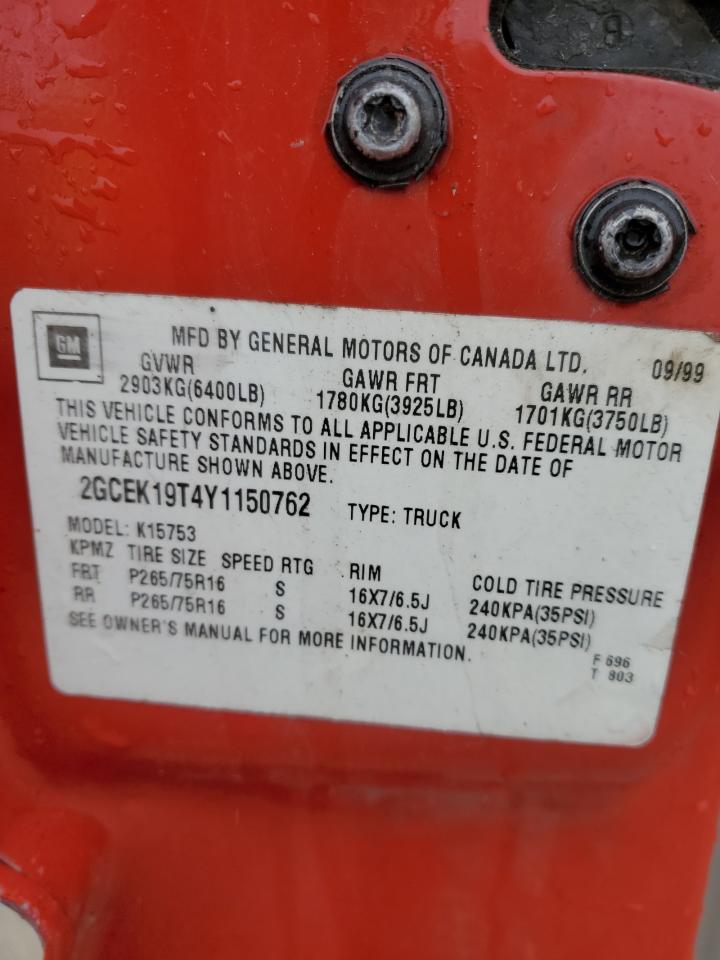 B
GM
MFD BY GENERAL MOTORS OF CANADA LTD. 09/99
GVWR GAWR FRT GAWR RR
2903KG(6400LB) 1780KG(3925LB) 1701KG(3750LB)
THIS VEHICLE CONFORMS TO ALL APPLICABLE U.S. FEDERAL MOTOR
VEHICLE SAFETY STANDARDS IN EFFECT ON THE DATE OF
MANUFACTURE SHOWN ABOVE.
2GCEK19T4Y1150762 TYPE: TRUCK
MODEL: K15753
KPMZ TIRE SIZE SPEED RTG RIM COLD TIRE PRESSURE
FRT P265/75R16 S 16X7/6.5J 240KPA(35PSI)
RR P265/75R16 S 16X7/6.5J 240KPA(35PSI)
SEE OWNER'S MANUAL FOR MORE INFORMATION.
F 696
T 803